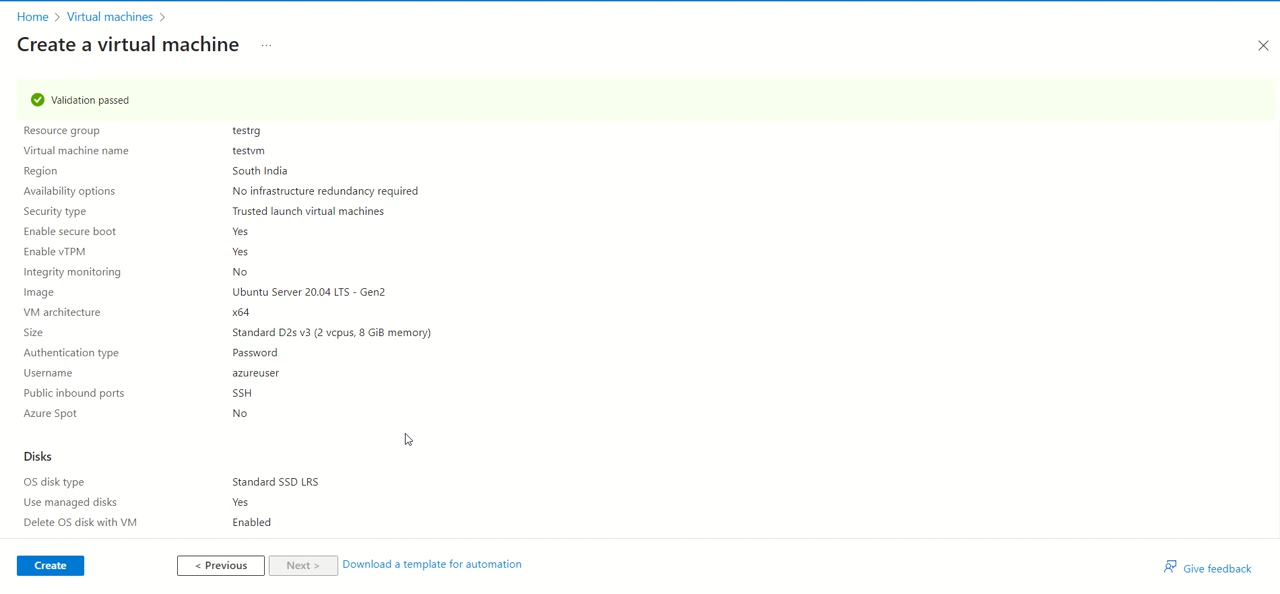 Home > Virtual machines >
Create a virtual machine ...
Validation passed
Resource group testrg
Virtual machine name testvm
Region South India
Availability options No infrastructure redundancy required
Security type Trusted launch virtual machines
Enable secure boot Yes
Enable vTPM Yes
Integrity monitoring No
Image Ubuntu Server 20.04 LTS - Gen2
VM architecture x64
Size Standard D2s v3 (2 vcpus, 8 GiB memory)
Authentication type Password
Username azureuser
Public inbound ports SSH
Azure Spot No
Disks
OS disk type Standard SSD LRS
Use managed disks Yes
Delete OS disk with VM Enabled
Create < Previous Next > Download a template for automation Give feedback